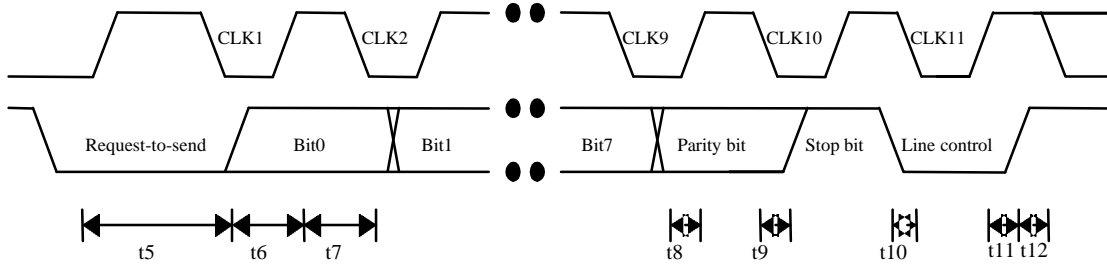 CLK1 CLK2 CLK9 CLK10 CLK11
Request-to-send Bit0 Bit1 Bit7 Parity bit Stop bit Line control
t5 t6 t7 t8 t9 t10 t11 t12